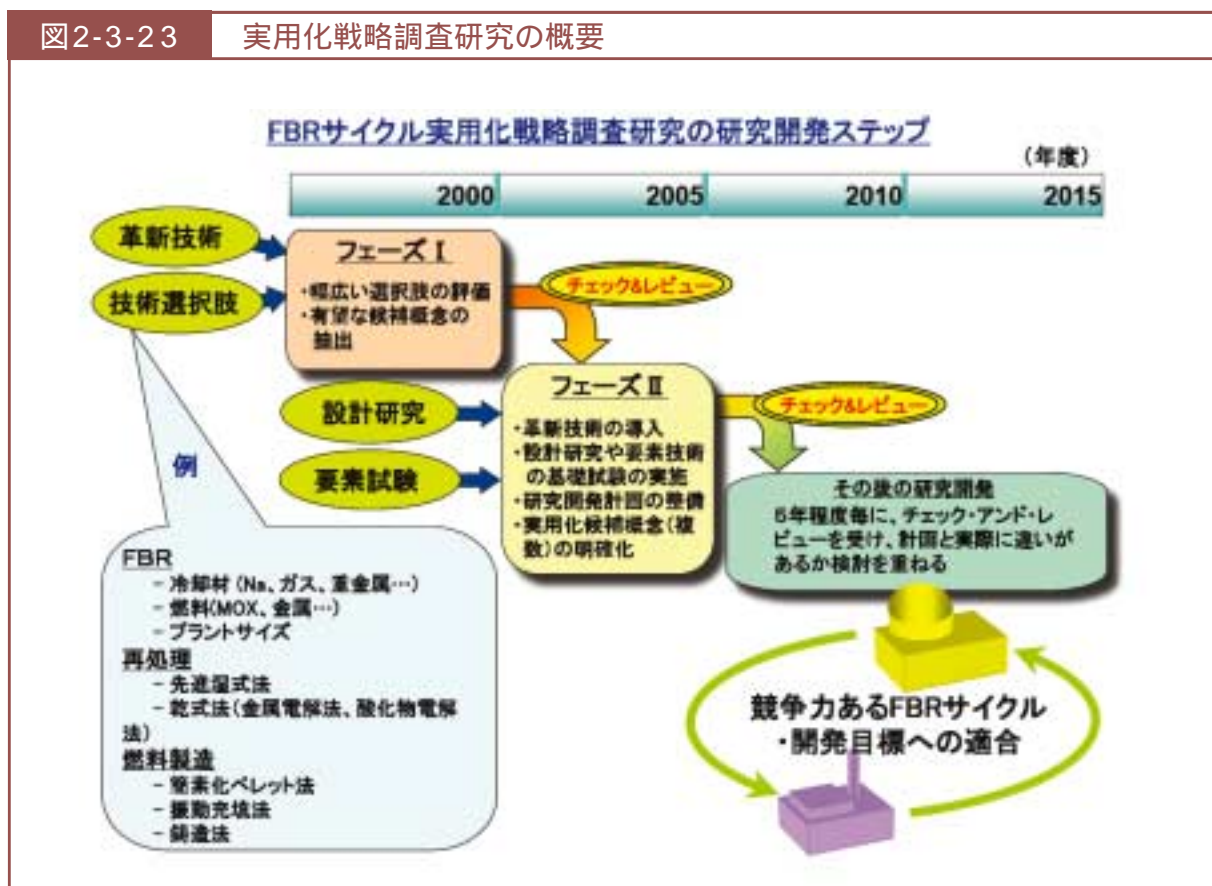 図2-3-23 実用化戦略調査研究の概要
FBRサイクル実用化戦略調査研究の研究開発ステップ
(年度)
2000 2005 2010 2015
革新技術
技術選択肢
フェーズⅠ
・幅広い選択肢の評価
・有望な候補概念の
抽出
チェック&レビュー
設計研究
要素試験
フェーズⅡ
・革新技術の導入
・設計研究や要素技術
の基礎試験の実施
・研究開発計画の整備
・実用化候補概念(複
数)の明確化
チェック&レビュー
その後の研究開発
5年程度毎に、チェック・アンド・レ
ビューを受け、計画と実際に違いが
あるか検討を重ねる
例
FBR
- 冷却材 (Na、ガス、重金属…)
- 燃料(MOX、金属…)
- プラントサイズ
再処理
- 先進湿式法
- 乾式法(金属電解法、酸化物電解
法)
燃料製造
- 簡素化ペレット法
- 振動充填法
- 鋳造法
競争力あるFBRサイクル
・開発目標への適合